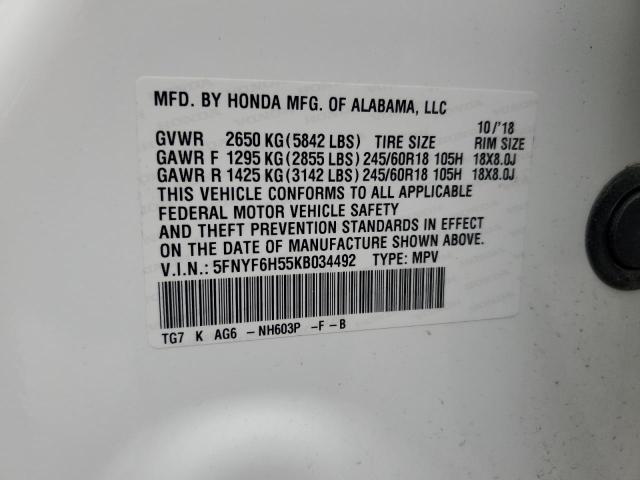 MFD. BY HONDA MFG. OF ALABAMA, LLC
10/'18
GVWR 2650 KG (5842 LBS) TIRE SIZE RIM SIZE
GAWR F 1295 KG (2855 LBS) 245/60R18 105H 18X8.0J
GAWR R 1425 KG (3142 LBS) 245/60R18 105H 18X8.0J
THIS VEHICLE CONFORMS TO ALL APPLICABLE
FEDERAL MOTOR VEHICLE SAFETY
AND THEFT PREVENTION STANDARDS IN EFFECT
ON THE DATE OF MANUFACTURE SHOWN ABOVE.
V.I.N.: 5FNYF6H55KB034492 TYPE: MPV
TG7 K AG6 -NH603P -F-B